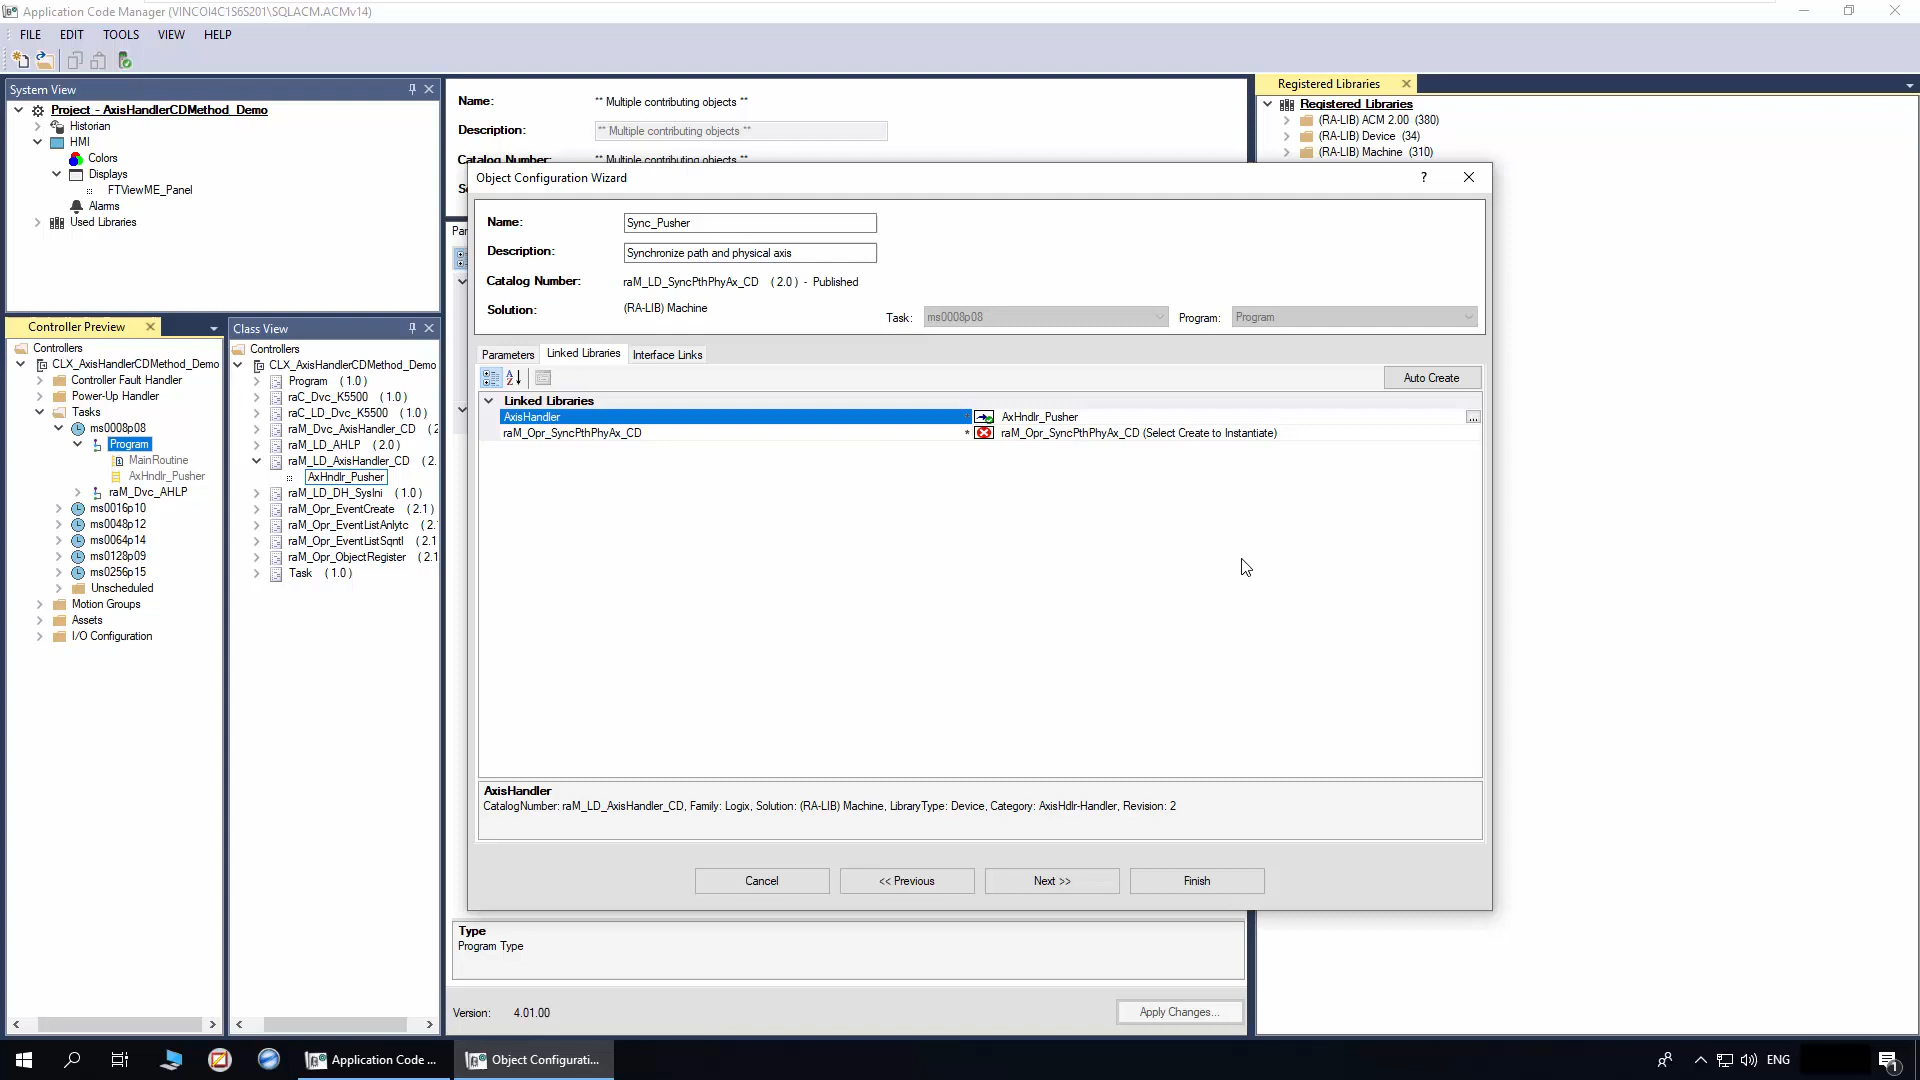 Application Code Manager (VINCOI4C1S6S201\SQLACM.ACMv14)
FILE EDIT TOOLS VIEW HELP
System View
Project - AxisHandlerCDMethod_Demo
Historian
HMI
Colors
Displays
FTViewME_Panel
Alarms
Used Libraries
Controller Preview
Controllers
CLX_AxisHandlerCDMethod_Demo
Controller Fault Handler
Power-Up Handler
Tasks
ms0008p08
Program
MainRoutine
AxHndlr_Pusher
raM_Dvc_AHLP
ms0016p10
ms0048p12
ms0064p14
ms0128p09
ms0256p15
Unscheduled
Motion Groups
Assets
I/O Configuration
Class View
Controllers
CLX_AxisHandlerCDMethod_Demo
Program (1.0)
raC_Dvc_K5500 (1.0)
raC_LD_Dvc_K5500 (1.0)
raM_Dvc_AxisHandler_CD (2
raM_LD_AHLP (2.0)
raM_LD_AxisHandler_CD (2.
AxHndlr_Pusher
raM_LD_DH_SysIni (1.0)
raM_Opr_EventCreate (2.1)
raM_Opr_EventListAnlytc (2.
raM_Opr_EventListSqntl (2.1
raM_Opr_ObjectRegister (2.1
Task (1.0)
Name: ** Multiple contributing objects **
Description: ** Multiple contributing objects **
Catalog Number: ** Multiple contributing objects **
Object Configuration Wizard
Name: Sync_Pusher
Description: Synchronize path and physical axis
Catalog Number: raM_LD_SyncPthPhyAx_CD (2.0) - Published
Solution: (RA-LIB) Machine
Task: ms0008p08 Program: Program
Parameters Linked Libraries Interface Links
Auto Create
Linked Libraries
AxisHandler AxHndlr_Pusher ...
raM_Opr_SyncPthPhyAx_CD * raM_Opr_SyncPthPhyAx_CD (Select Create to Instantiate)
AxisHandler
CatalogNumber: raM_LD_AxisHandler_CD, Family: Logix, Solution: (RA-LIB) Machine, LibraryType: Device, Category: AxisHdlr-Handler, Revision: 2
Cancel << Previous Next >> Finish
Type
Program Type
Version: 4.01.00
Apply Changes...
Registered Libraries
Registered Libraries
(RA-LIB) ACM 2.00 (380)
(RA-LIB) Device (34)
(RA-LIB) Machine (310)
Application Code ... Object Configurati... ENG 1